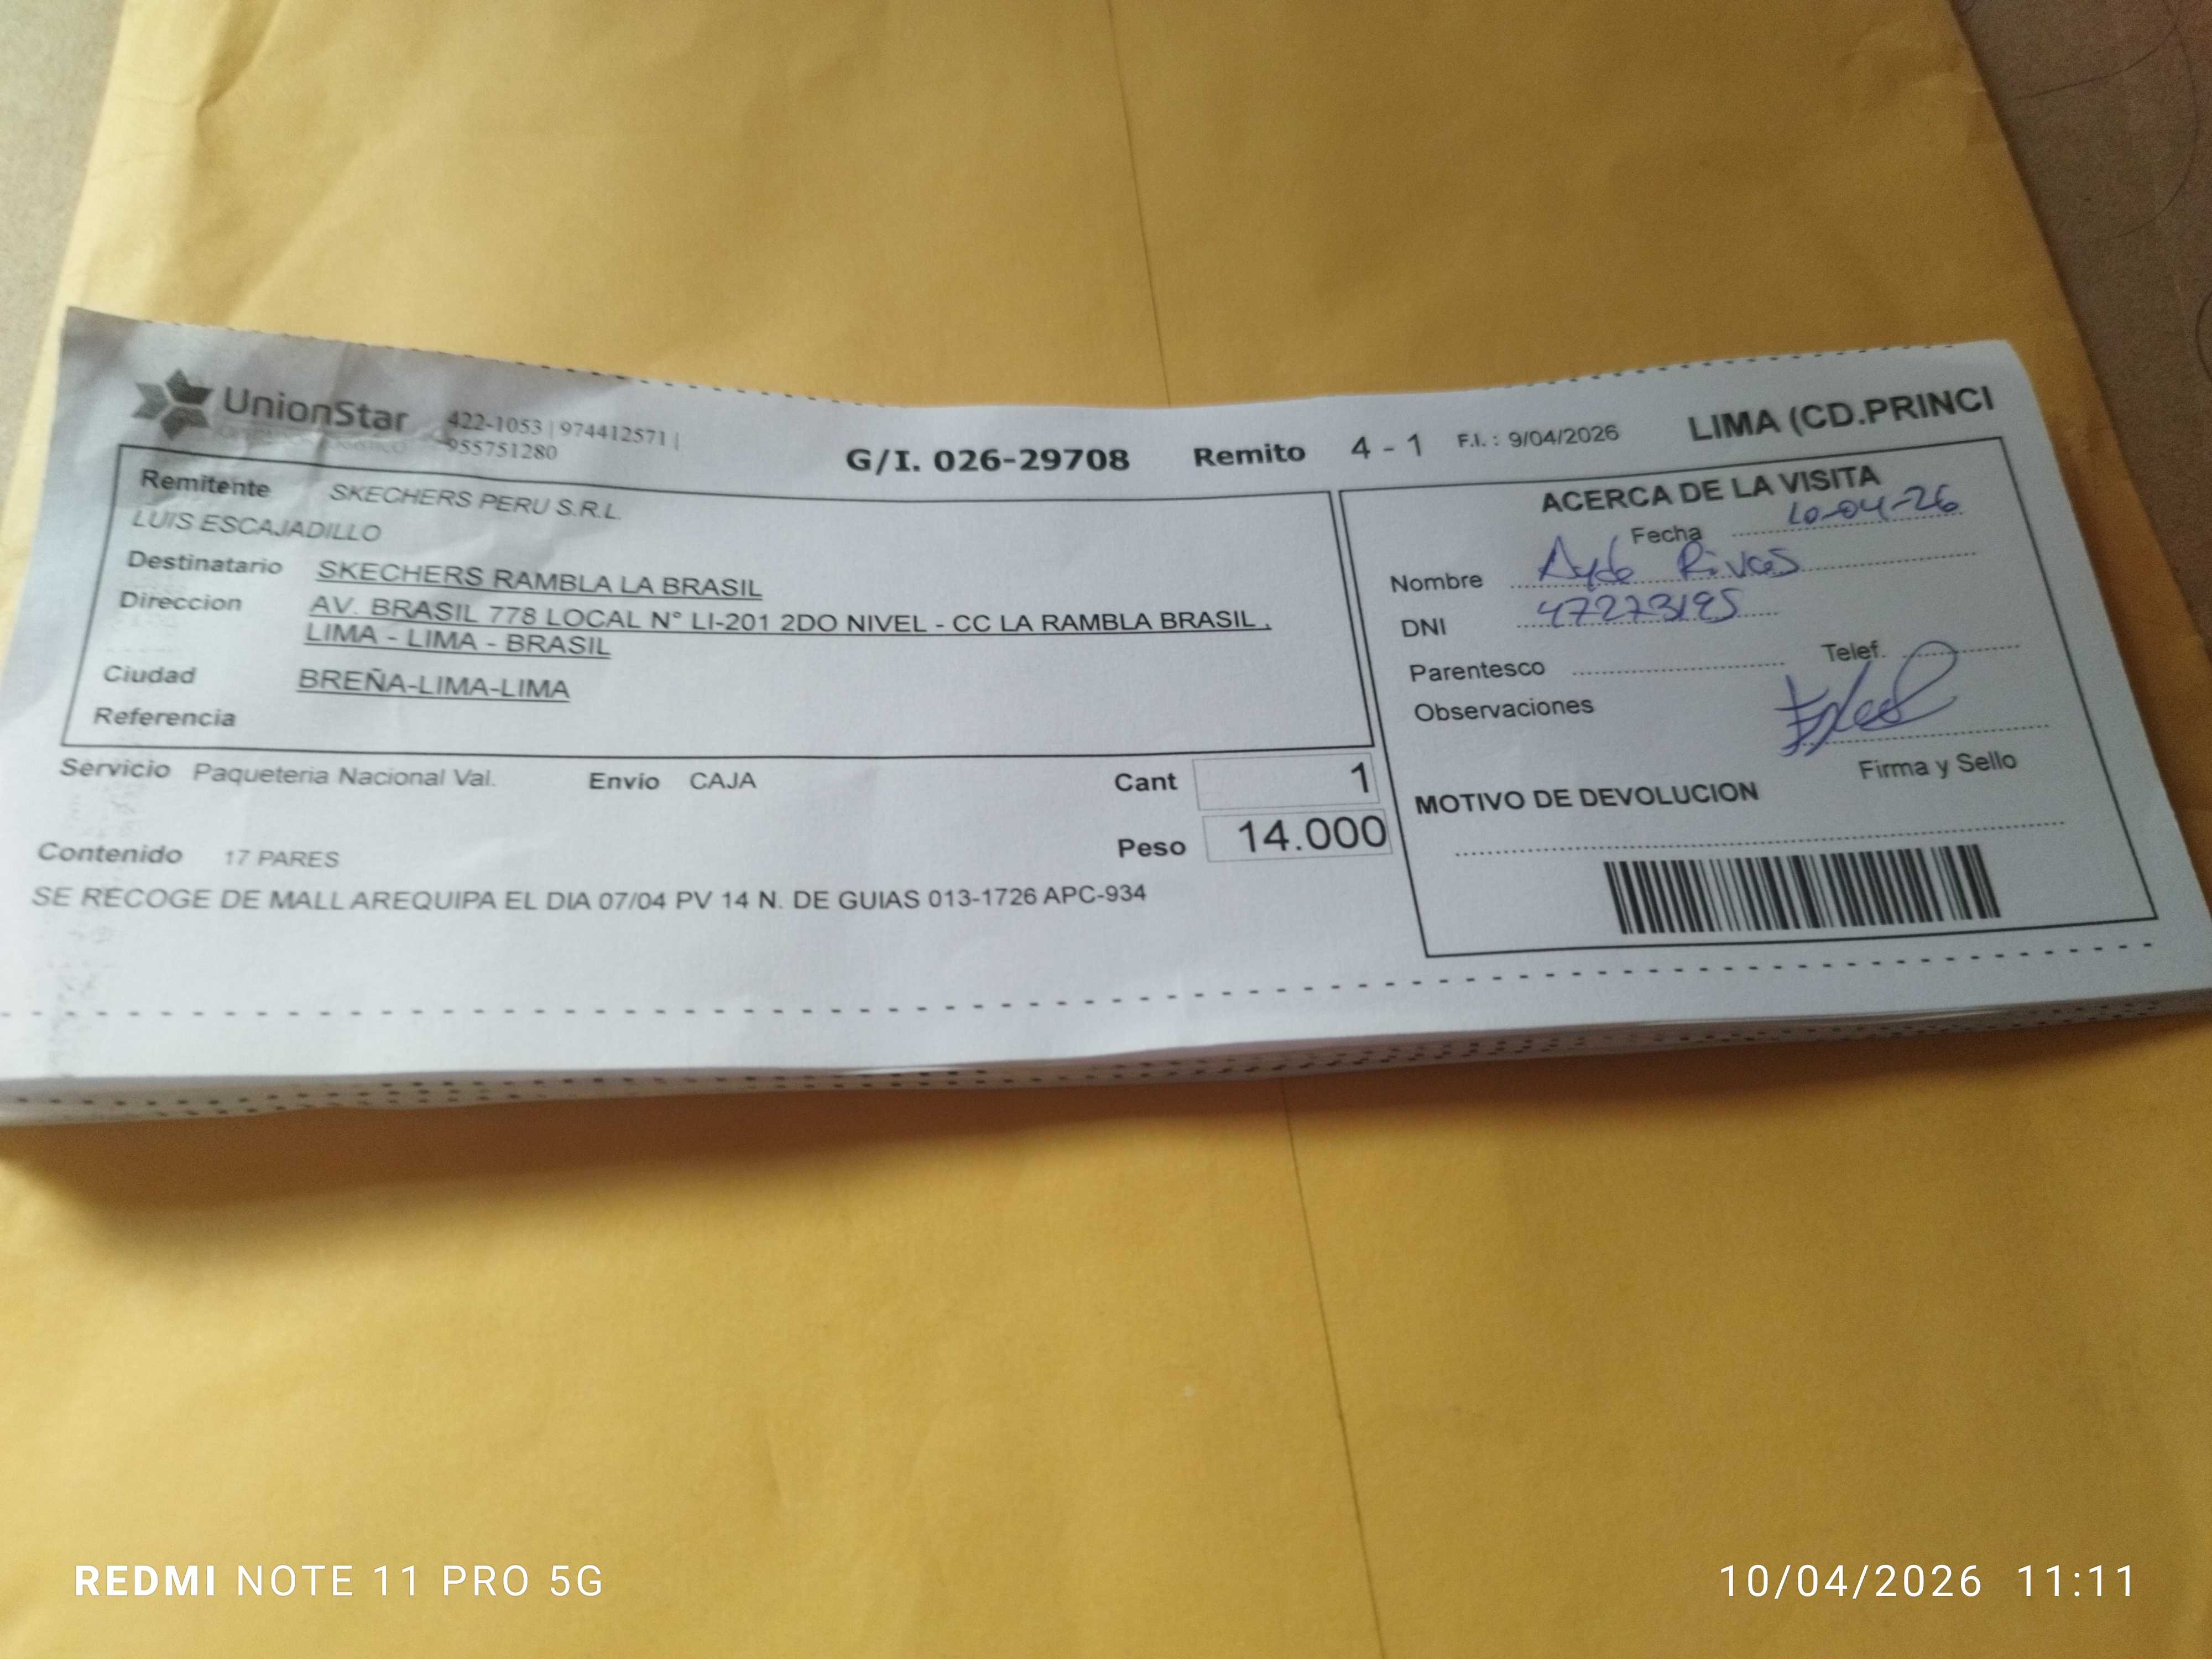 UnionStar 422-1053 | 974412571 |
955751280
G/I. 026-29708 Remito 4 - 1 F.I. : 9/04/2026 LIMA (CD.PRINCI
Remitente SKECHERS PERU S.R.L.
LUIS ESCAJADILLO
Destinatario SKECHERS RAMBLA LA BRASIL
Direccion AV. BRASIL 778 LOCAL N° LI-201 2DO NIVEL - CC LA RAMBLA BRASIL ,
LIMA - LIMA - BRASIL
Ciudad BREÑA-LIMA-LIMA
Referencia
Servicio Paqueteria Nacional Val. Envio CAJA Cant 1
Peso 14.000
Contenido 17 PARES
SE RECOGE DE MALL AREQUIPA EL DIA 07/04 PV 14 N. DE GUIAS 013-1726 APC-934
ACERCA DE LA VISITA
Fecha 10-04-26
Nombre Ayde Rivas
DNI 47273195
Parentesco Telef.
Observaciones
Firma y Sello
MOTIVO DE DEVOLUCION
REDMI NOTE 11 PRO 5G
10/04/2026 11:11